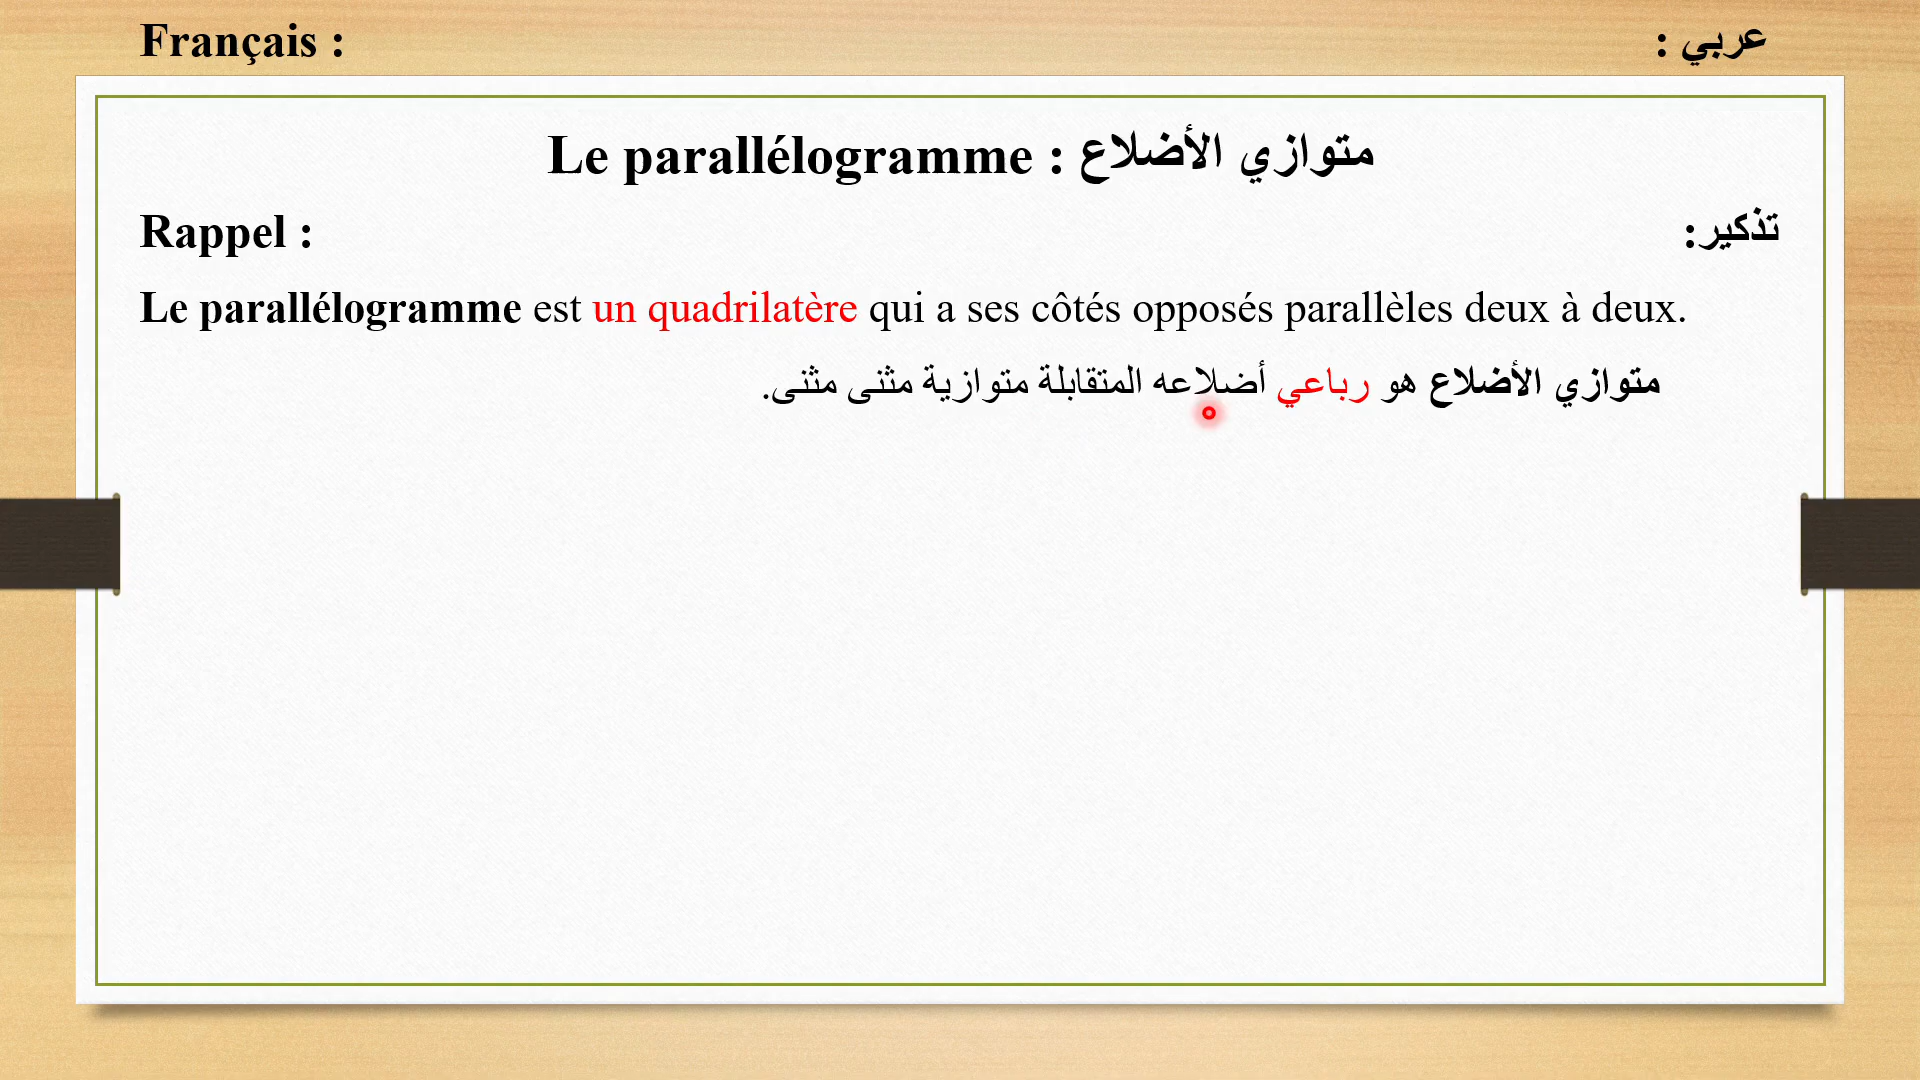 Français :
عربي :
Le parallélogramme : متوازي الأضلاع
Rappel :
تذكير:
Le parallélogramme est un quadrilatère qui a ses côtés opposés parallèles deux à deux.
متوازي الأضلاع هو رباعي أضلاعه المتقابلة متوازية مثنى مثنى.